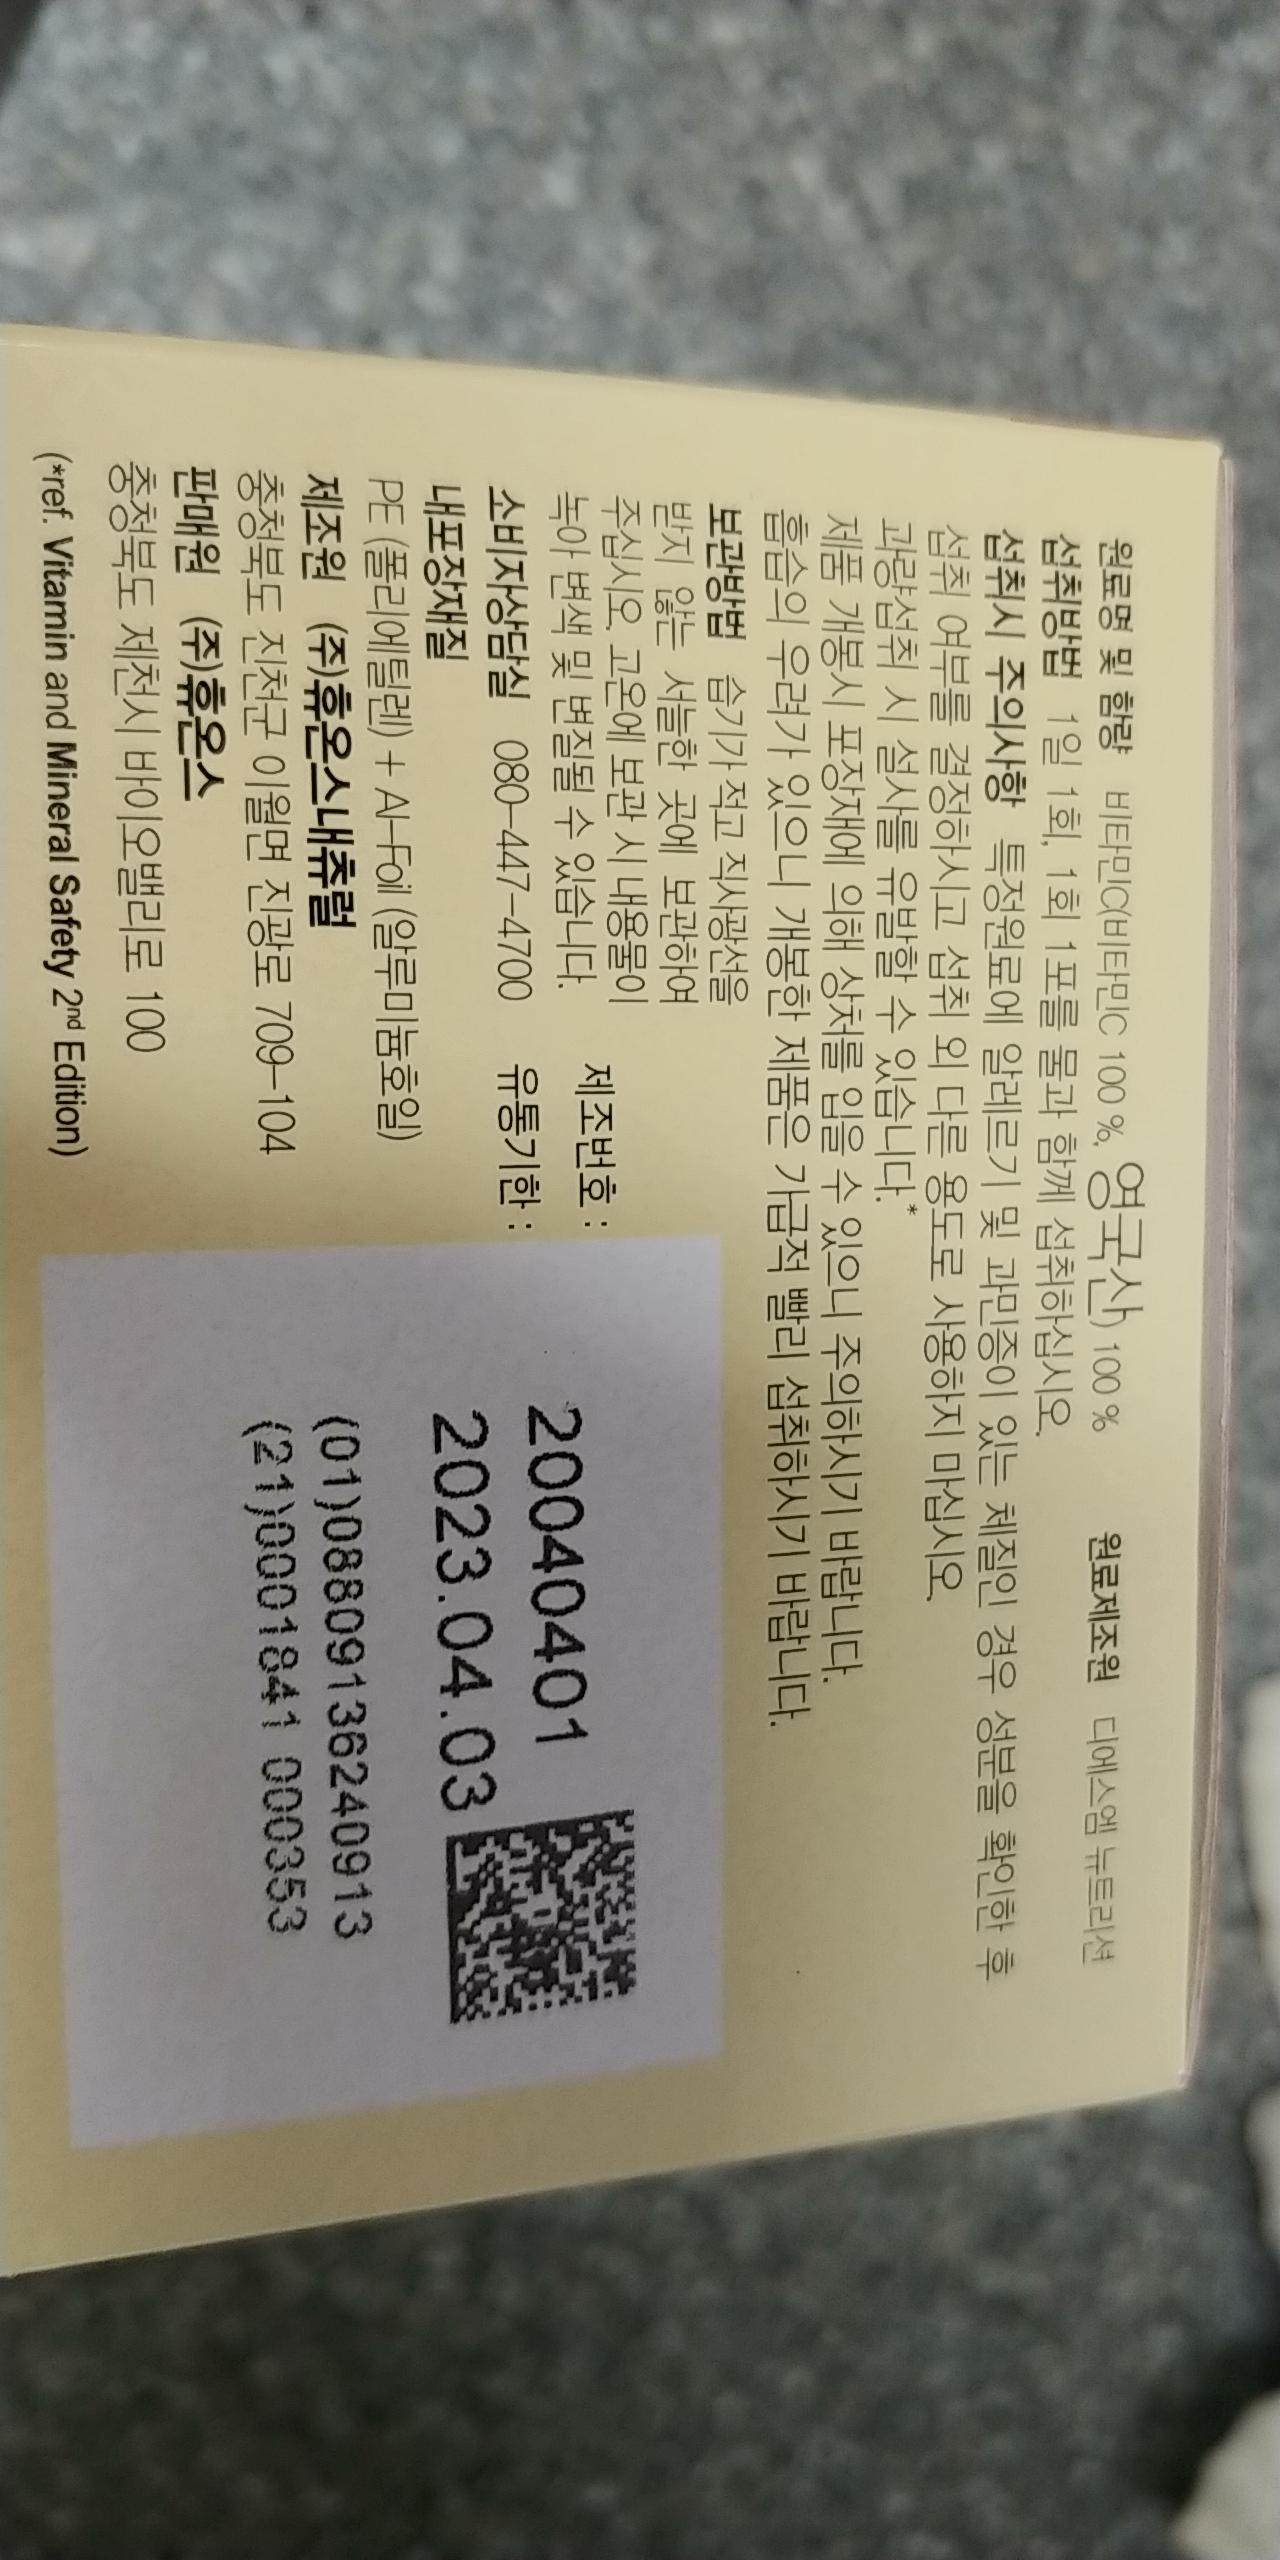 원료명 및 함량 비타민C(비타민C 100 %, 영국산) 100 % 원료제조원 디에스엠 뉴트리션
섭취방법 1일 1회, 1회 1포를 물과 함께 섭취하십시오.
섭취시 주의사항 특정원료에 알레르기 및 과민증이 있는 체질인 경우 성분을 확인한 후
섭취 여부를 결정하시고 섭취 외 다른 용도로 사용하지 마십시오.
과량섭취 시 설사를 유발할 수 있습니다.*
제품 개봉시 포장재에 의해 상처를 입을 수 있으니 주의하시기 바랍니다.
흡습의 우려가 있으니 개봉한 제품은 가급적 빨리 섭취하시기 바랍니다.
보관방법 습기가 적고 직사광선을
받지 않는 서늘한 곳에 보관하여
주십시오. 고온에 보관 시 내용물이
녹아 변색 및 변질될 수 있습니다.
소비자상담실 080-447-4700
내포장재질
PE (폴리에틸렌) + Al-Foil (알루미늄호일)
제조원 (주)휴온스내츄럴
충청북도 진천군 이월면 진광로 709-104
판매원 (주)휴온스
충청북도 제천시 바이오밸리로 100
(*ref. Vitamin and Mineral Safety 2nd Edition)
제조번호 : 20040401
유통기한 : 2023.04.03
(01)08809136240913
(21)0001841 000353